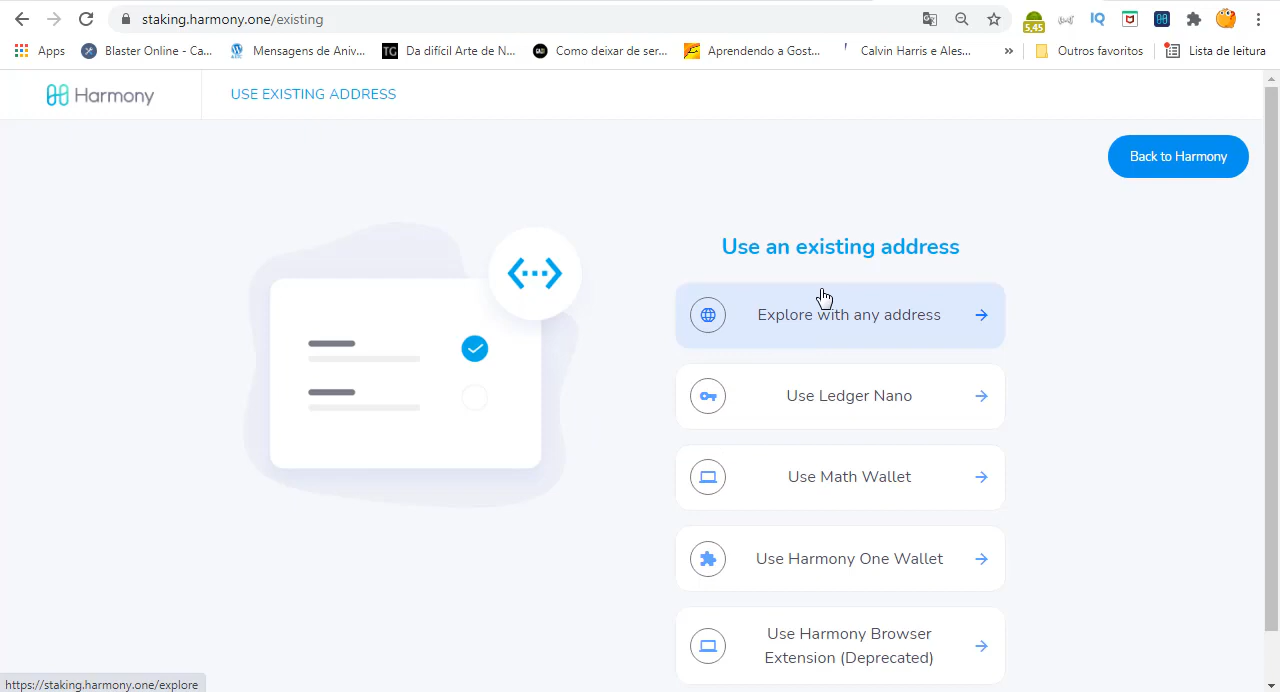 staking.harmony.one/existing
5,45
IQ
Apps
Blaster Online - Ca...
Mensagens de Aniv...
TG
Da difícil Arte de N...
Como deixar de ser...
Aprendendo a Gost...
Calvin Harris e Ales...
»
Outros favoritos
Lista de leitura
Harmony
USE EXISTING ADDRESS
Back to Harmony
Use an existing address
Explore with any address
Use Ledger Nano
Use Math Wallet
Use Harmony One Wallet
Use Harmony Browser
Extension (Deprecated)
https://staking.harmony.one/explore